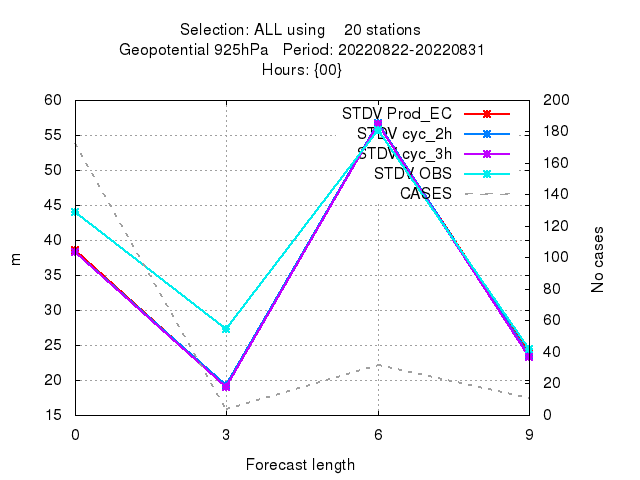 Selection: ALL using    20 stations
Geopotential 925hPa   Period: 20220822-20220831
Hours: {00}
60
55
50
45
40
35
30
25
20
15
m
STDV Prod_EC
STDV cyc_2h
STDV cyc_3h
STDV OBS
CASES
200
180
160
140
120
100
80
60
40
20
0
No cases
0 3 6 9
Forecast length